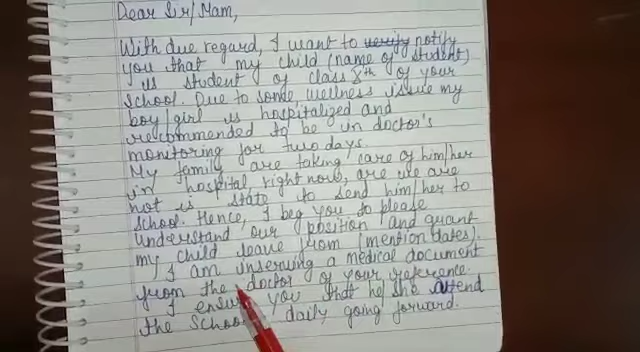 Dear Sir/Mam,
With due regard, I want to verify notify
you that my child (name of student)
is student of class 8th of your
school. Due to some wellness issue my
boy/girl is hospitalized and
recommended to be in doctor's
monitoring for two days.
My family are taking care of him/her
in hospital, right now, are we are
not is state to send him/her to
school. Hence, I beg you to please
understand our position and grant
my child leave from (mention dates).
I am inserving a medical document
from the doctor of your reference.
I ensure you that he/she attend
the school daily going forward.